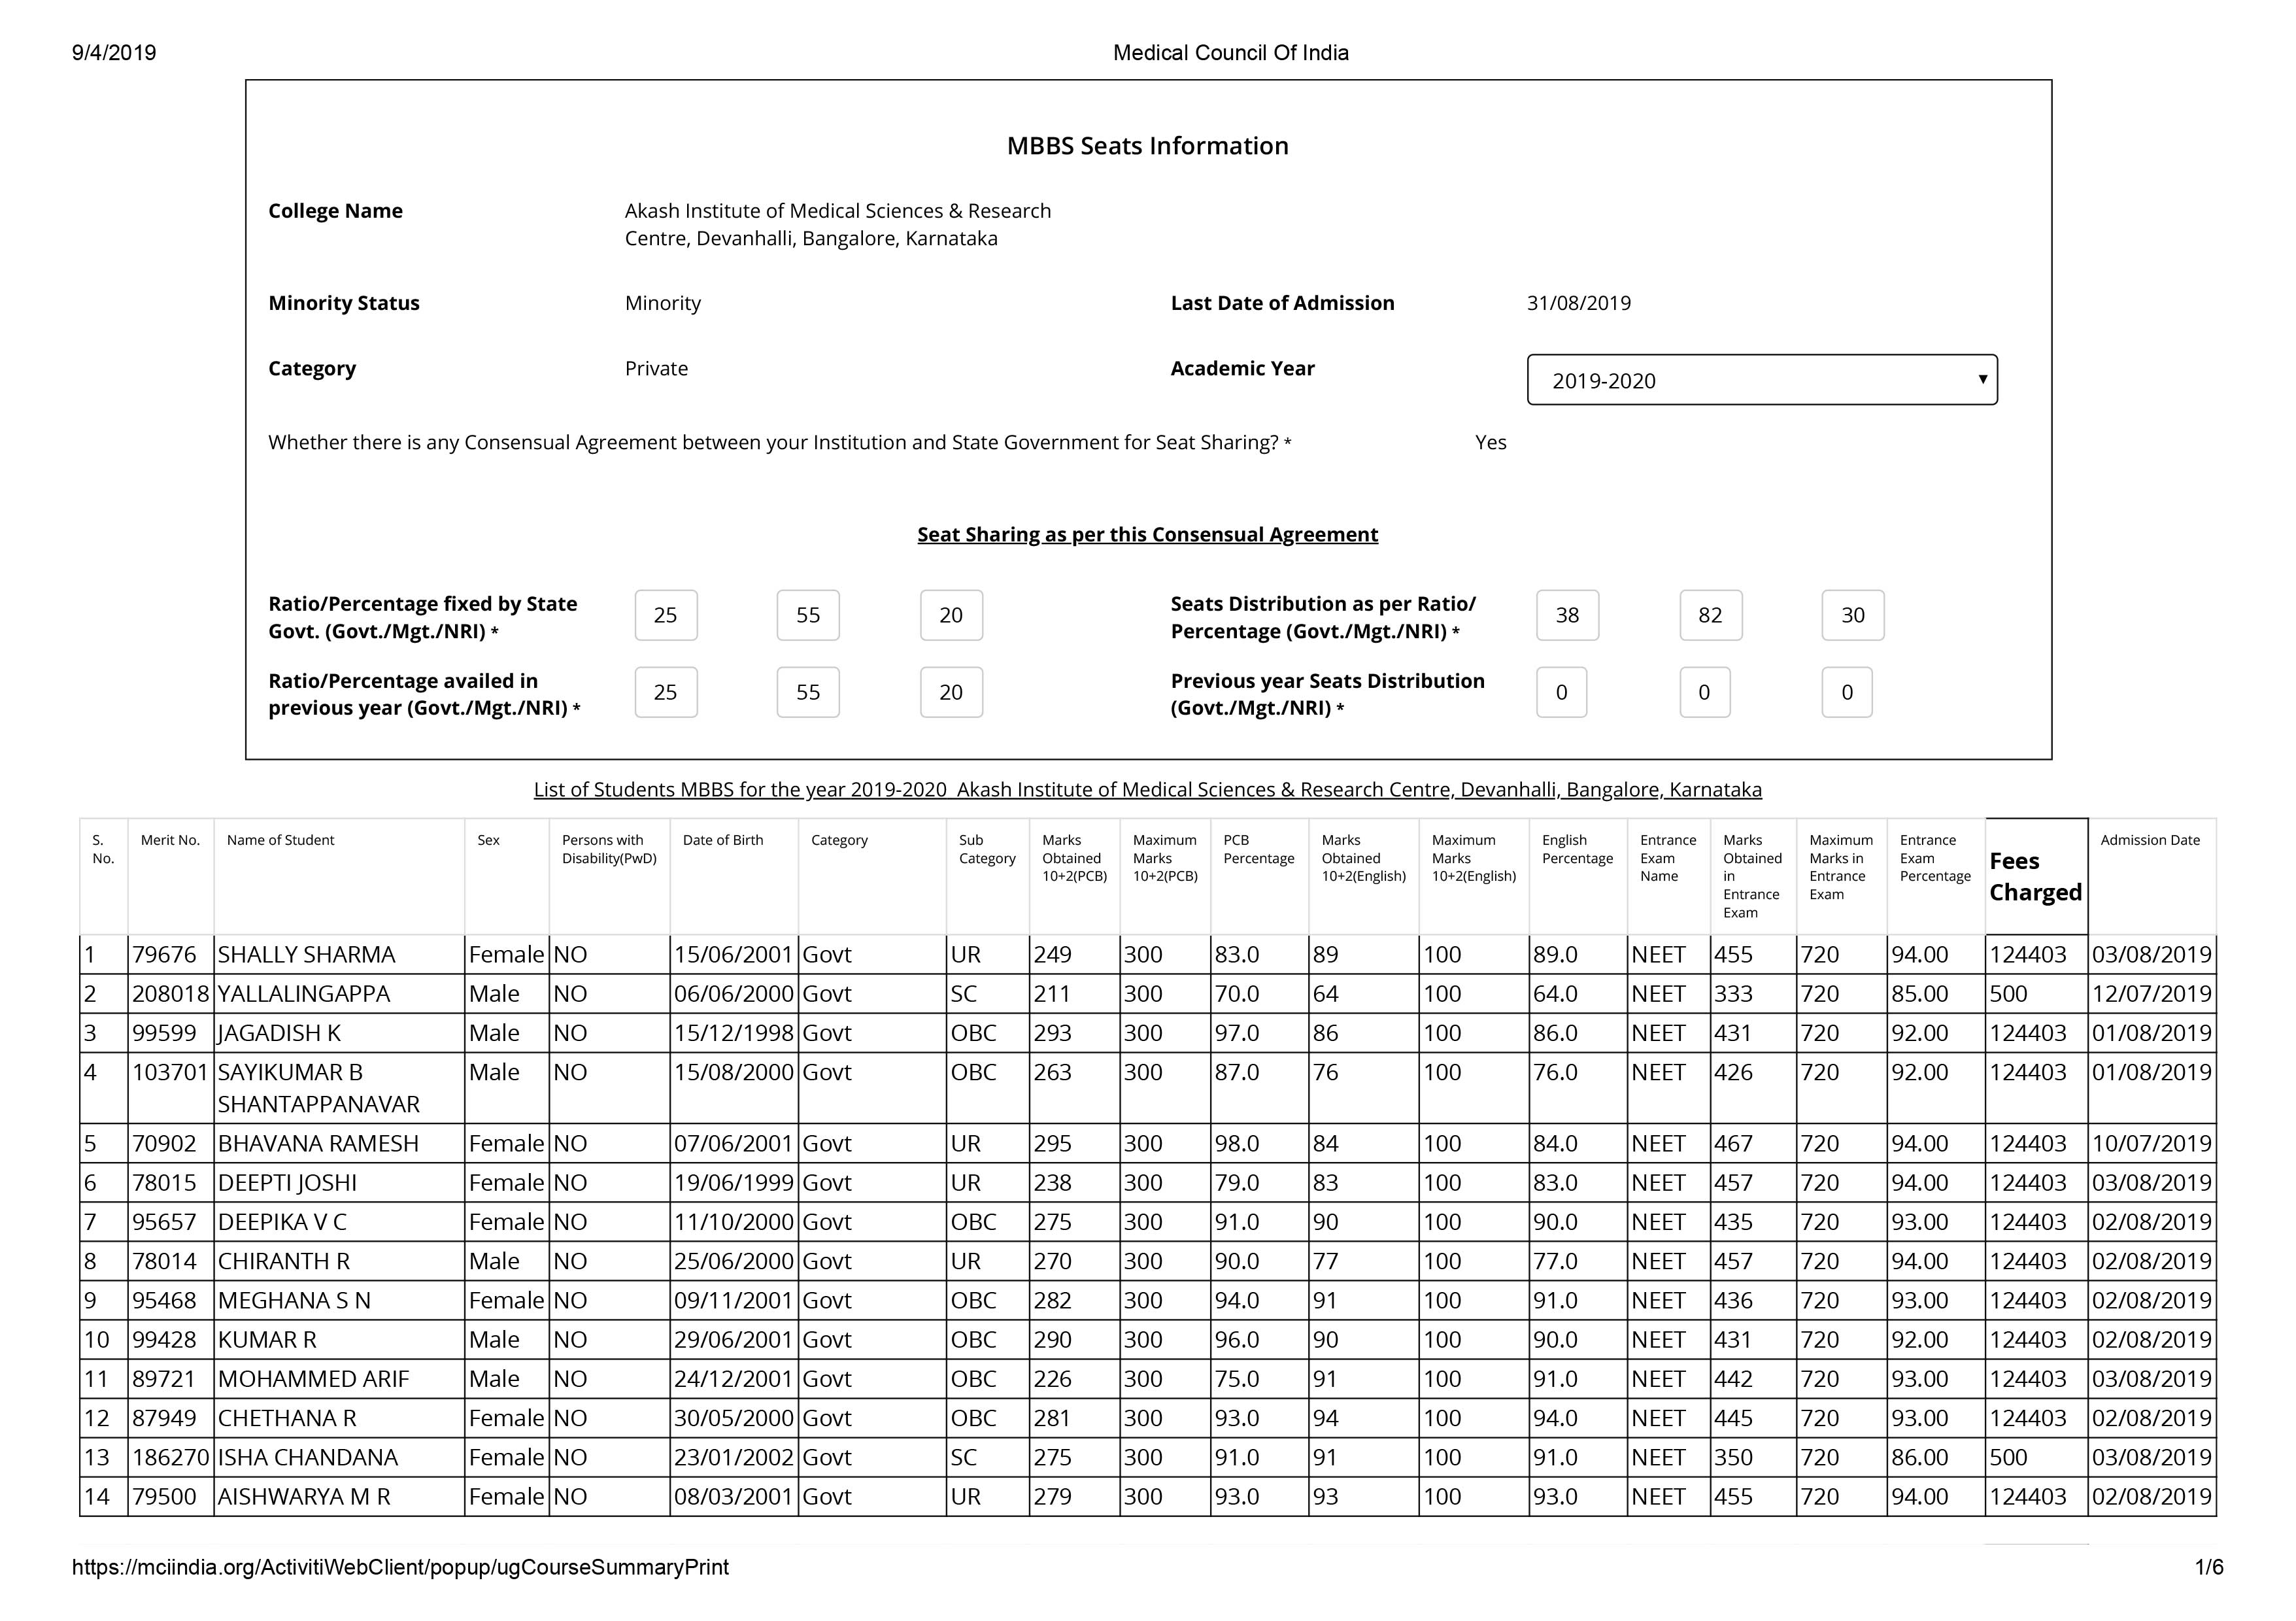 9/4/2019 Medical Council Of India
MBBS Seats Information
College Name Akash Institute of Medical Sciences & Research
Centre, Devanhalli, Bangalore, Karnataka
Minority Status Minority Last Date of Admission 31/08/2019
Category Private Academic Year 2019-2020
Whether there is any Consensual Agreement between your Institution and State Government for Seat Sharing? * Yes
Seat Sharing as per this Consensual Agreement
Ratio/Percentage fixed by State
Govt. (Govt./Mgt./NRI) * 25 55 20
Seats Distribution as per Ratio/
Percentage (Govt./Mgt./NRI) * 38 82 30
Ratio/Percentage availed in
previous year (Govt./Mgt./NRI) * 25 55 20
Previous year Seats Distribution
(Govt./Mgt./NRI) * 0 0 0
List of Students MBBS for the year 2019-2020 Akash Institute of Medical Sciences & Research Centre, Devanhalli, Bangalore, Karnataka
S. No. Merit No. Name of Student Sex Persons with Disability(PwD) Date of Birth Category Sub Category Marks Obtained 10+2(PCB) Maximum Marks 10+2(PCB) PCB Percentage Marks Obtained 10+2(English) Maximum Marks 10+2(English) English Percentage Entrance Exam Name Marks Obtained in Entrance Exam Maximum Marks in Entrance Exam Entrance Exam Percentage Fees Charged Admission Date
1 79676 SHALLY SHARMA Female NO 15/06/2001 Govt UR 249 300 83.0 89 100 89.0 NEET 455 720 94.00 124403 03/08/2019
2 208018 YALLALINGAPPA Male NO 06/06/2000 Govt SC 211 300 70.0 64 100 64.0 NEET 333 720 85.00 500 12/07/2019
3 99599 JAGADISH K Male NO 15/12/1998 Govt OBC 293 300 97.0 86 100 86.0 NEET 431 720 92.00 124403 01/08/2019
4 103701 SAYIKUMAR B SHANTAPPANAVAR Male NO 15/08/2000 Govt OBC 263 300 87.0 76 100 76.0 NEET 426 720 92.00 124403 01/08/2019
5 70902 BHAVANA RAMESH Female NO 07/06/2001 Govt UR 295 300 98.0 84 100 84.0 NEET 467 720 94.00 124403 10/07/2019
6 78015 DEEPTI JOSHI Female NO 19/06/1999 Govt UR 238 300 79.0 83 100 83.0 NEET 457 720 94.00 124403 03/08/2019
7 95657 DEEPIKA V C Female NO 11/10/2000 Govt OBC 275 300 91.0 90 100 90.0 NEET 435 720 93.00 124403 02/08/2019
8 78014 CHIRANTH R Male NO 25/06/2000 Govt UR 270 300 90.0 77 100 77.0 NEET 457 720 94.00 124403 02/08/2019
9 95468 MEGHANA S N Female NO 09/11/2001 Govt OBC 282 300 94.0 91 100 91.0 NEET 436 720 93.00 124403 02/08/2019
10 99428 KUMAR R Male NO 29/06/2001 Govt OBC 290 300 96.0 90 100 90.0 NEET 431 720 92.00 124403 02/08/2019
11 89721 MOHAMMED ARIF Male NO 24/12/2001 Govt OBC 226 300 75.0 91 100 91.0 NEET 442 720 93.00 124403 03/08/2019
12 87949 CHETHANA R Female NO 30/05/2000 Govt OBC 281 300 93.0 94 100 94.0 NEET 445 720 93.00 124403 02/08/2019
13 186270 ISHA CHANDANA Female NO 23/01/2002 Govt SC 275 300 91.0 91 100 91.0 NEET 350 720 86.00 500 03/08/2019
14 79500 AISHWARYA M R Female NO 08/03/2001 Govt UR 279 300 93.0 93 100 93.0 NEET 455 720 94.00 124403 02/08/2019
https://mciindia.org/ActivitiWebClient/popup/ugCourseSummaryPrint 1/6